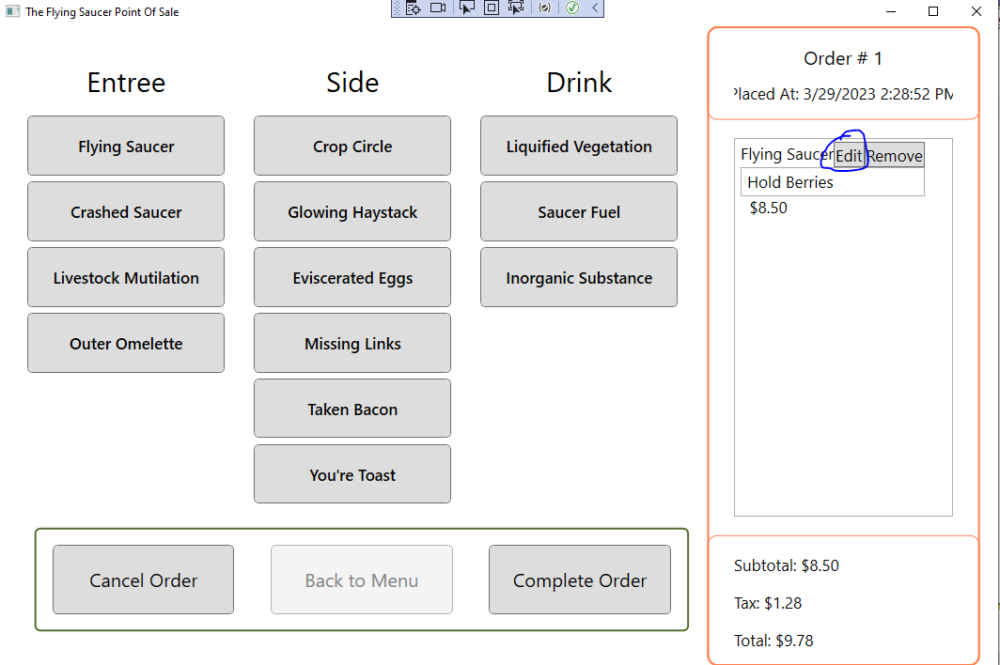 The Flying Saucer Point Of Sale
Entree
Flying Saucer
Crashed Saucer
Livestock Mutilation
Outer Omelette
Side
Crop Circle
Glowing Haystack
Eviscerated Eggs
Missing Links
Taken Bacon
You're Toast
Drink
Liquified Vegetation
Saucer Fuel
Inorganic Substance
Cancel Order
Back to Menu
Complete Order
Order # 1
Placed At: 3/29/2023 2:28:52 PM
Flying Saucer Edit Remove
Hold Berries
$8.50
Subtotal: $8.50
Tax: $1.28
Total: $9.78